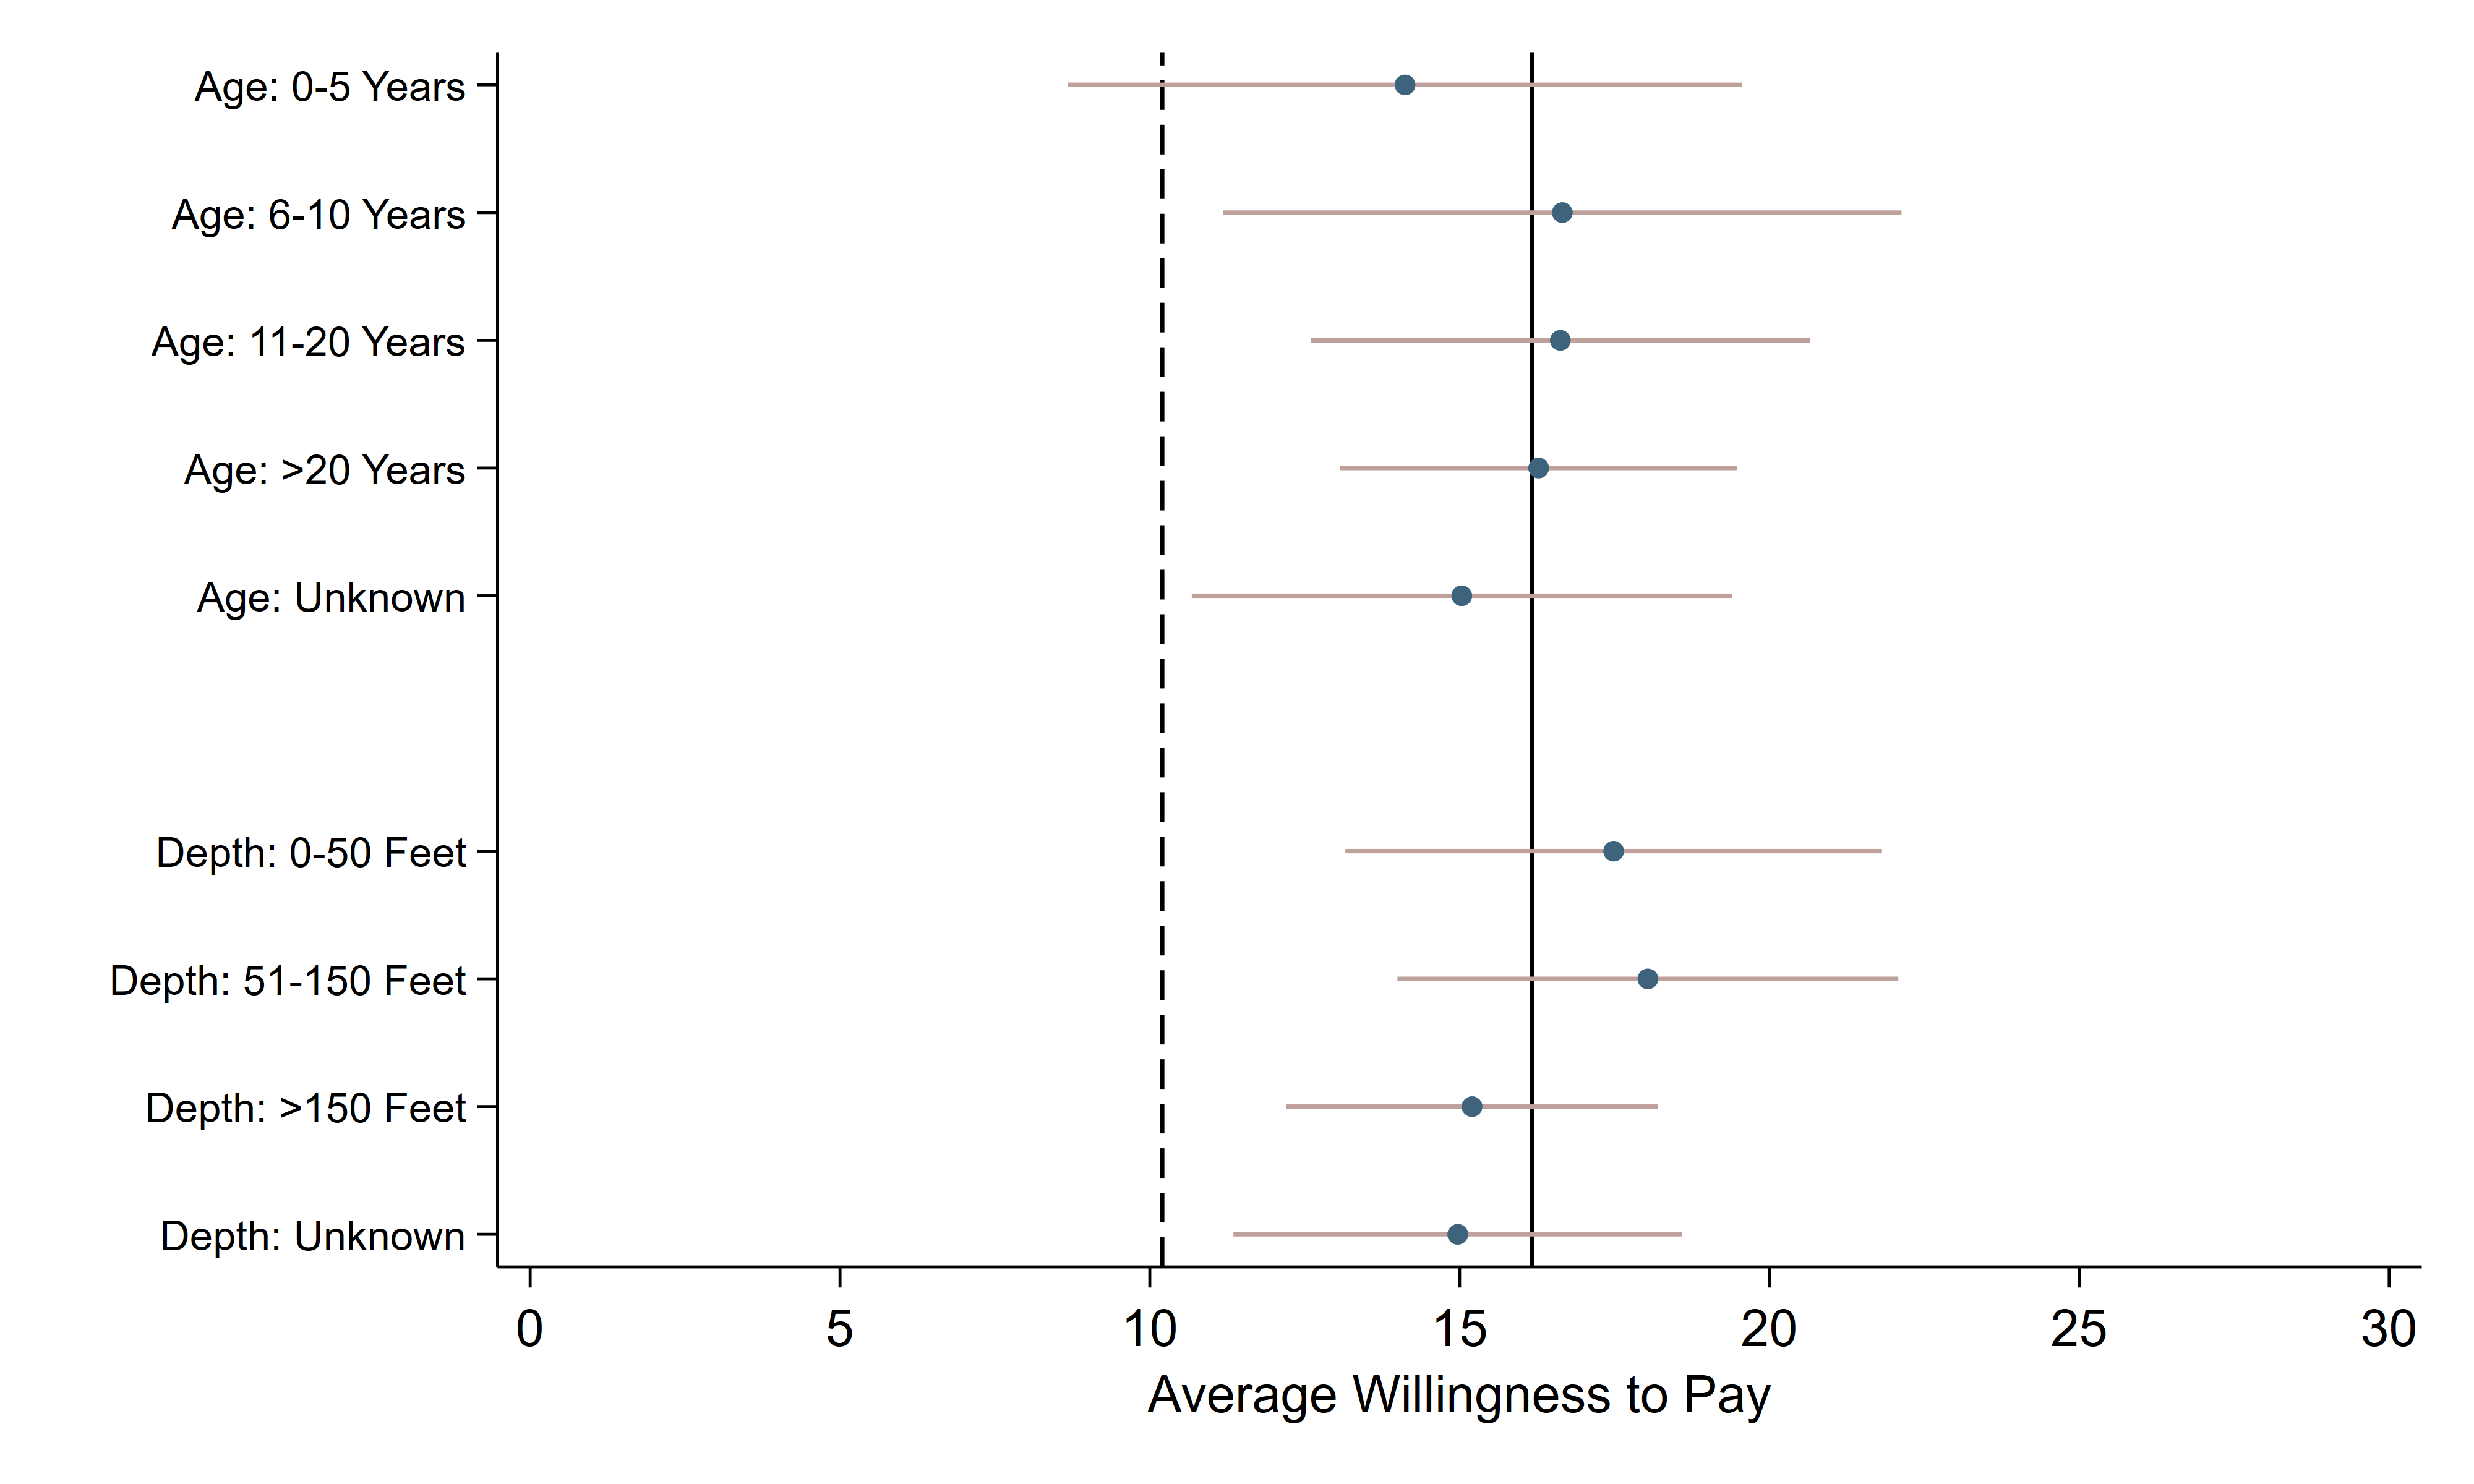 Age: 0-5 Years
Age: 6-10 Years
Age: 11-20 Years
Age: >20 Years
Age: Unknown
Depth: 0-50 Feet
Depth: 51-150 Feet
Depth: >150 Feet
Depth: Unknown
0 5 10 15 20 25 30
Average Willingness to Pay